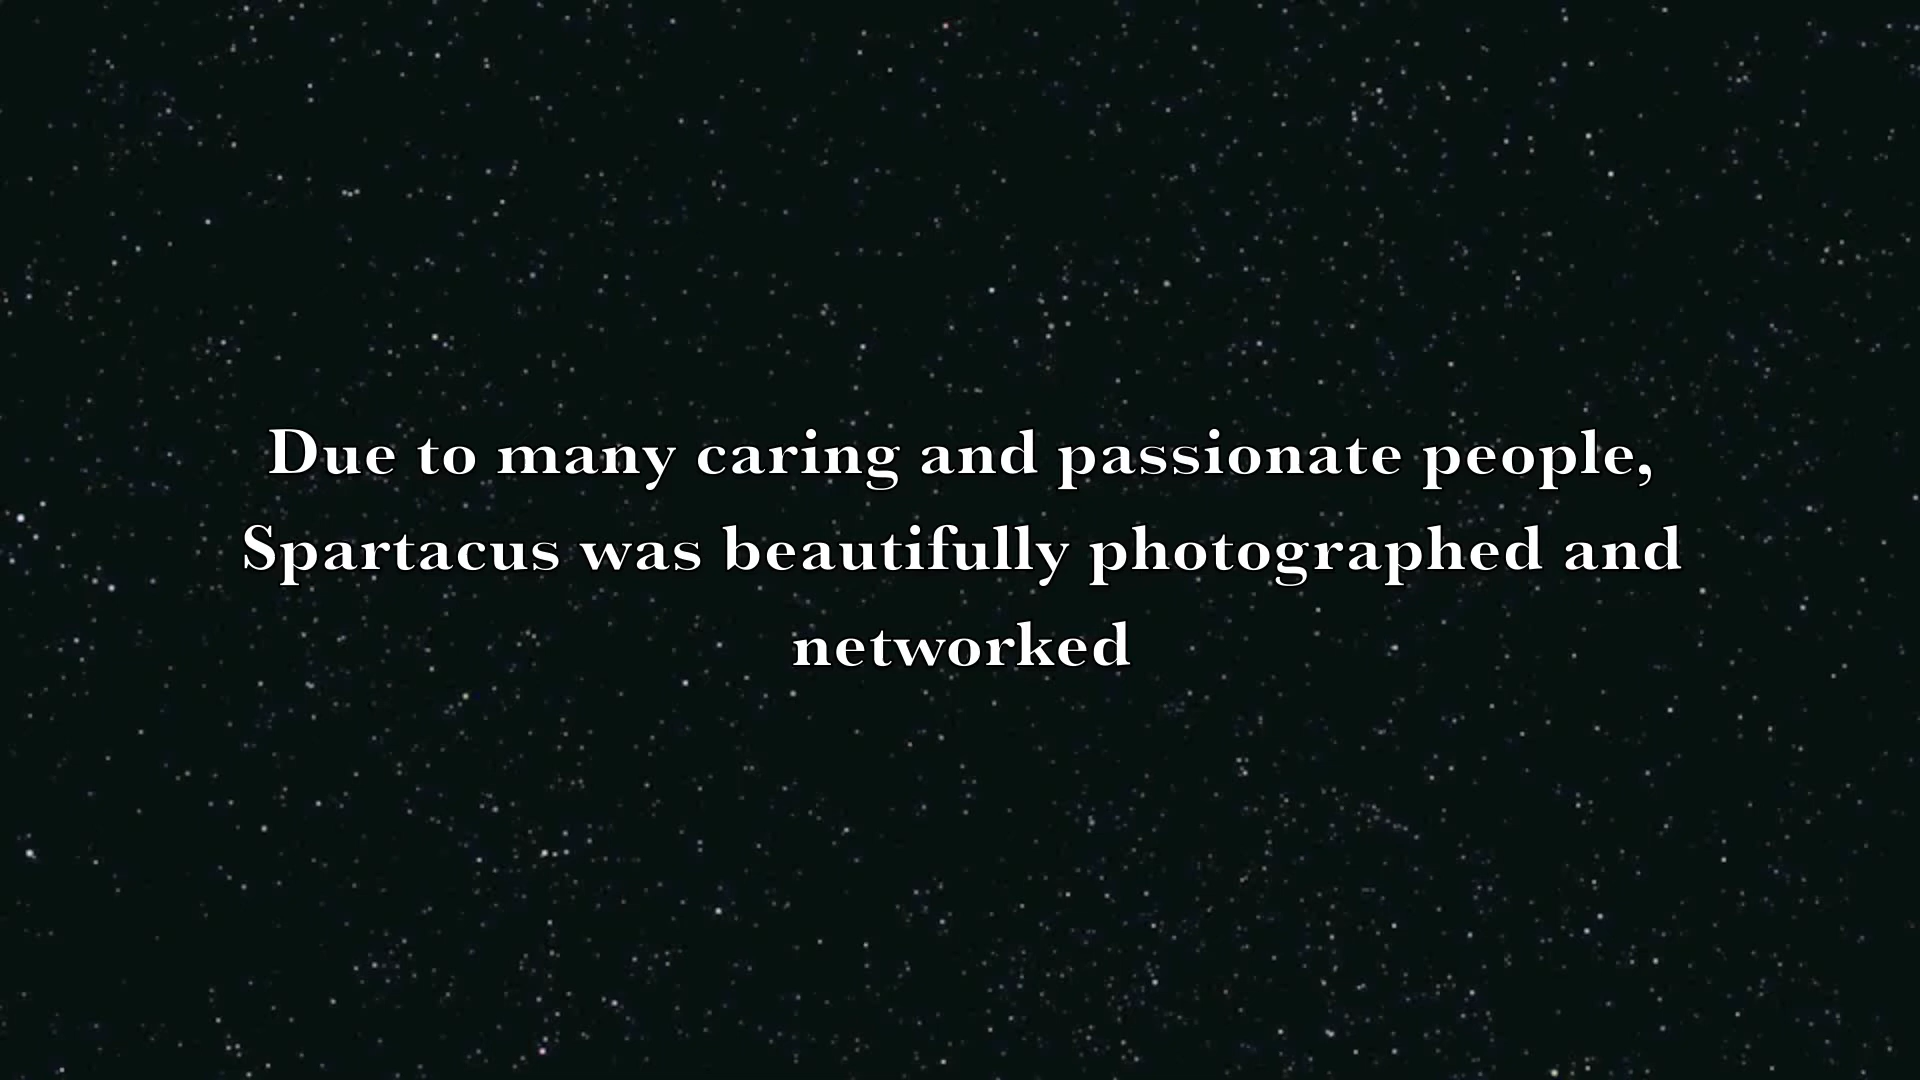 Due to many caring and passionate people,
Spartacus was beautifully photographed and
networked